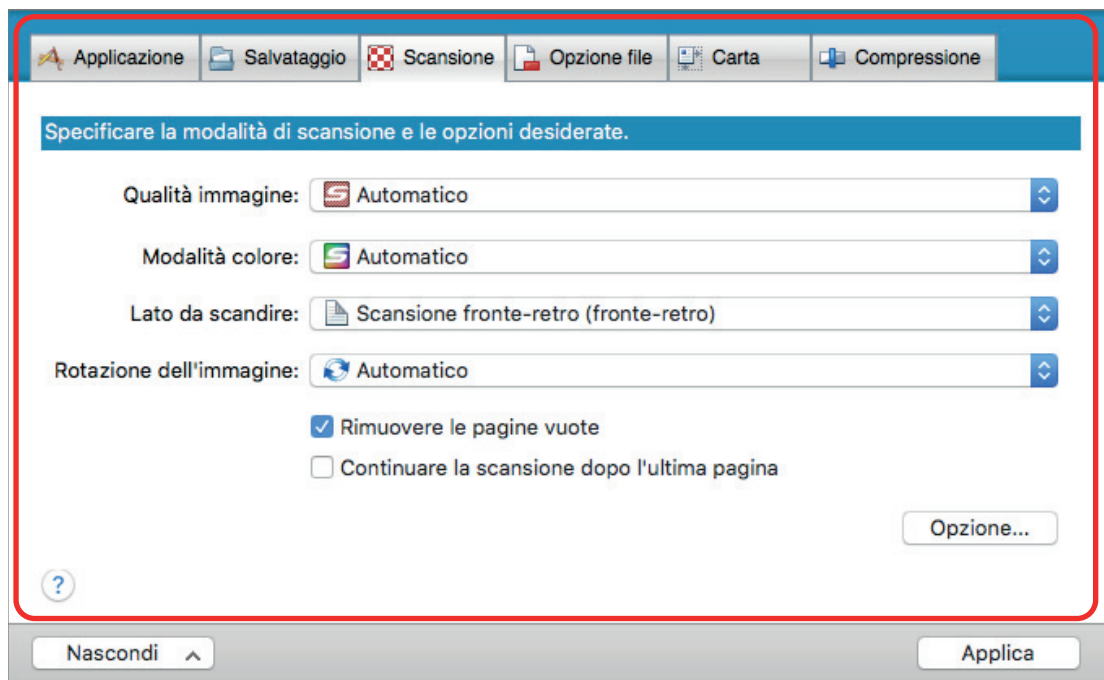 Applicazione Salvataggio Scansione Opzione file Carta Compressione
Specificare la modalità di scansione e le opzioni desiderate.
Qualità immagine: Automatico
Modalità colore: Automatico
Lato da scandire: Scansione fronte-retro (fronte-retro)
Rotazione dell'immagine: Automatico
Rimuovere le pagine vuote
Continuare la scansione dopo l'ultima pagina
Opzione...
?
Nascondi Applica